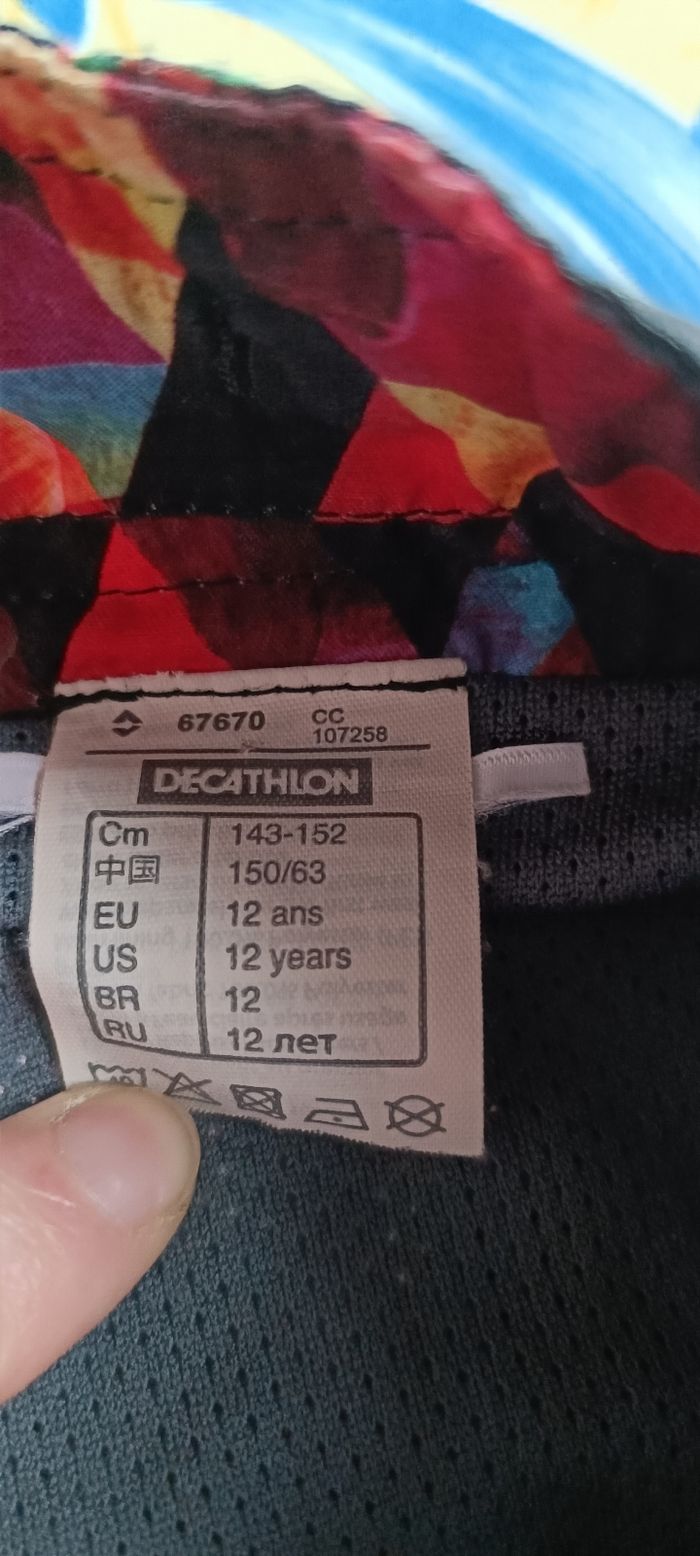 67670 CC
107258
DECATHLON
Cm 143-152
中国 150/63
EU 12 ans
US 12 years
BR 12
RU 12 лет